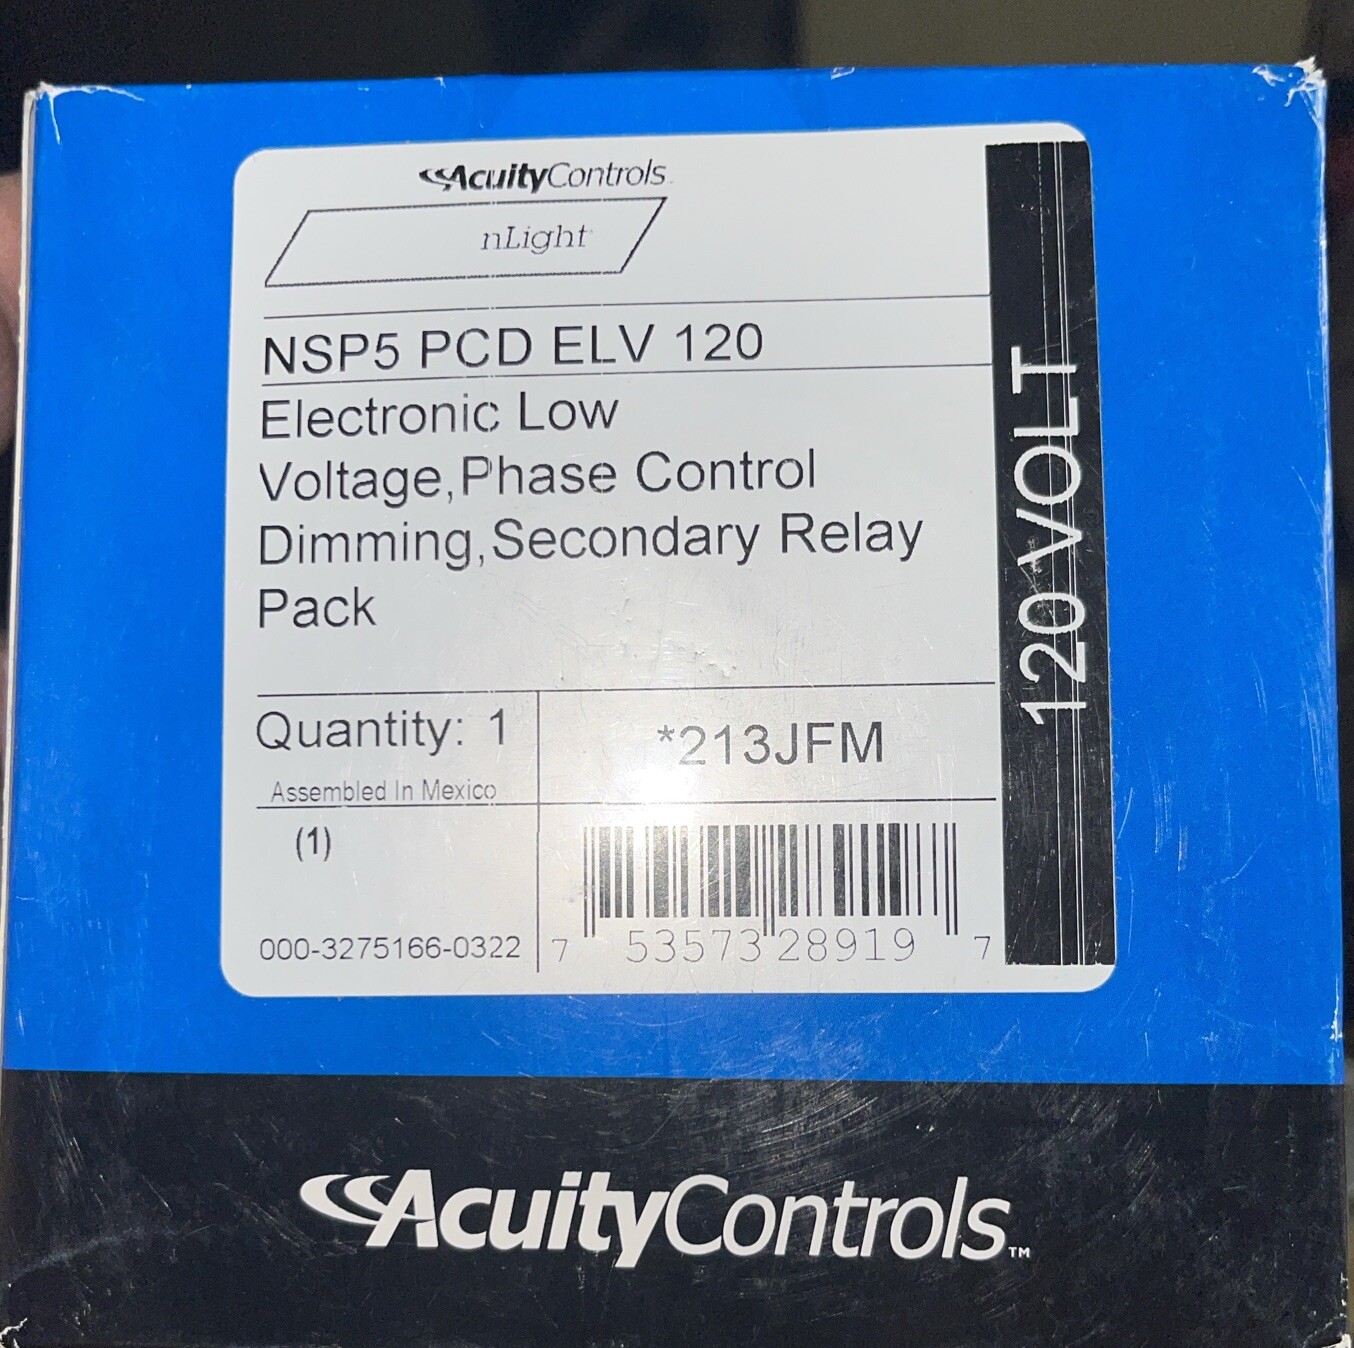 AcuityControls
nLight
NSP5 PCD ELV 120
Electronic Low
Voltage,Phase Control
Dimming,Secondary Relay
Pack
120 VOLT
Quantity: 1
*213JFM
Assembled In Mexico
(1)
000-3275166-0322
7 53573 28919 7
AcuityControls™